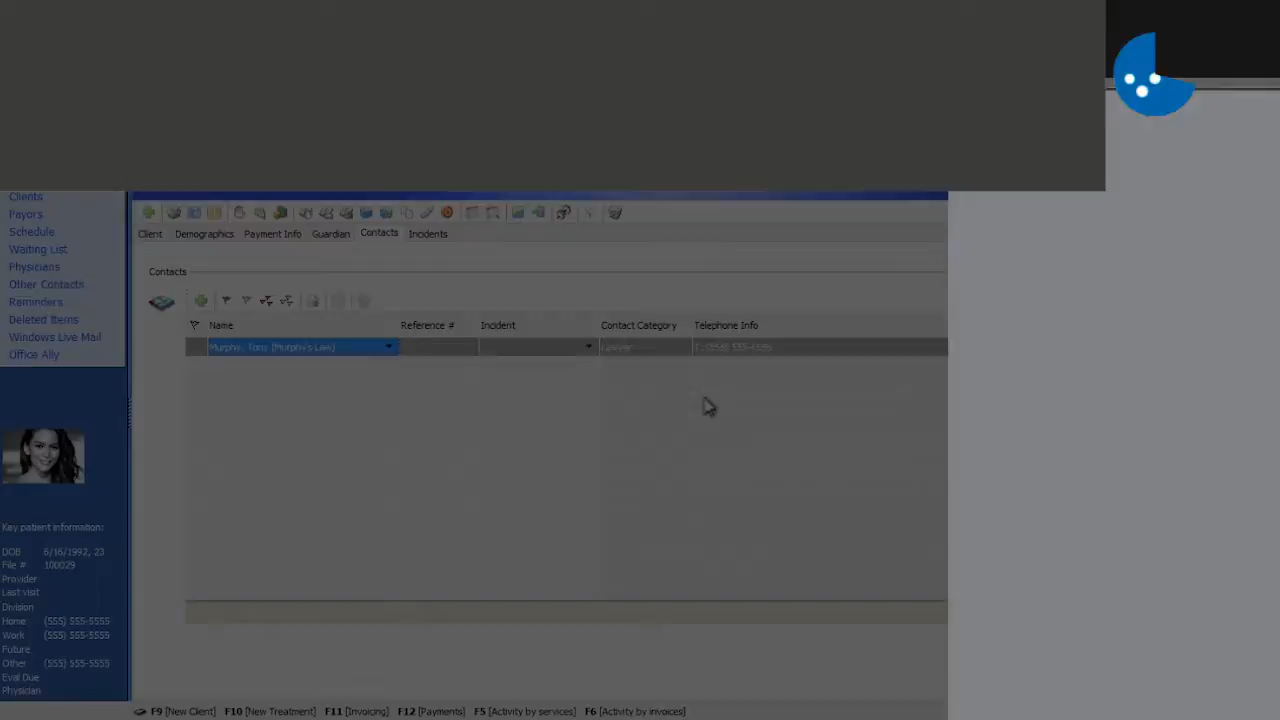 Clients
Payors
Schedule
Waiting List
Physicians
Other Contacts
Reminders
Deleted Items
Windows Live Mail
Office Ally
Client Demographics Payment Info Guardian Contacts Incidents
Contacts
Name Reference # Incident Contact Category Telephone Info
Murphy, Tony (Murphy's Law) Lawyer
Key patient information:
DOB 6/16/1992, 23
File # 100029
Provider
Last visit
Division
Home (555) 555-5555
Work (555) 555-5555
Future
Other (555) 555-5555
Eval Due
Physician
F9 [New Client] F10 [New Treatment] F11 [Invoicing] F12 [Payments] F5 [Activity by services] F6 [Activity by invoices]